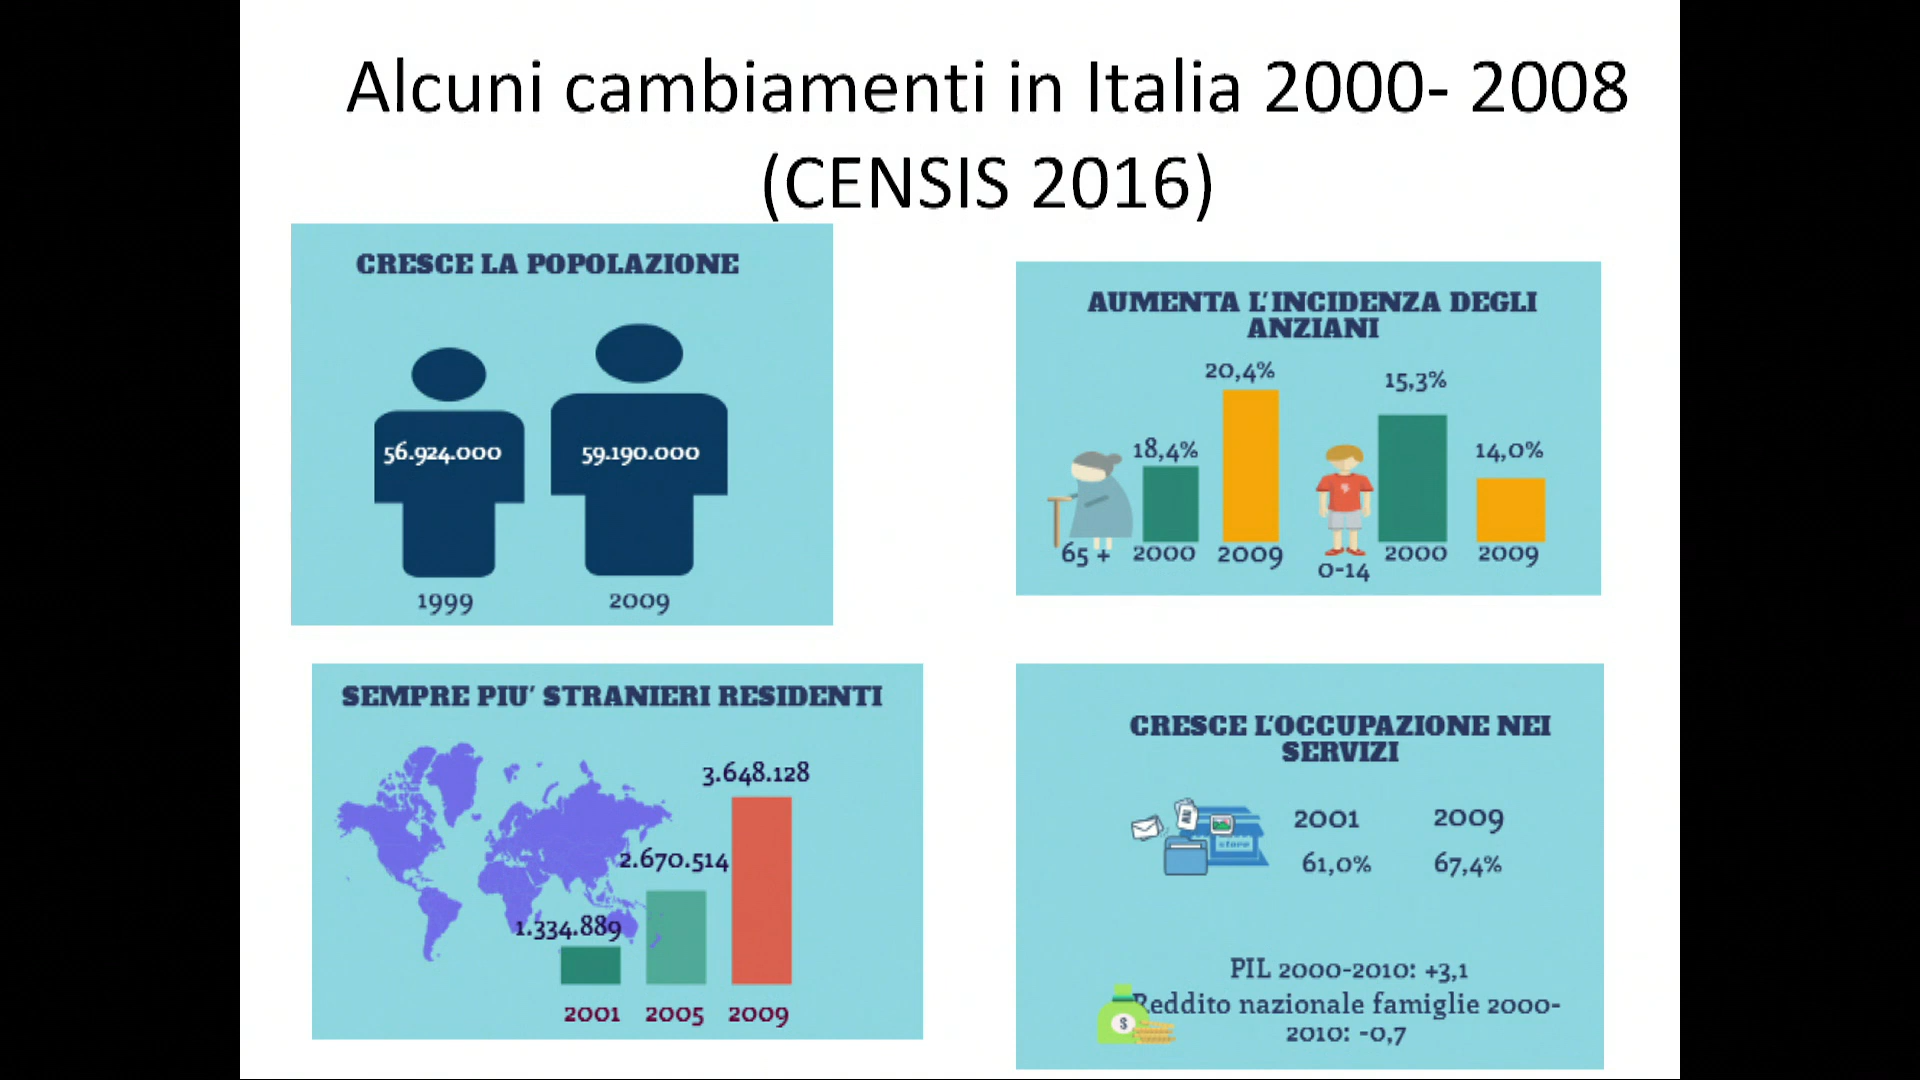 Alcuni cambiamenti in Italia 2000- 2008
(CENSIS 2016)
CRESCE LA POPOLAZIONE
56.924.000
59.190.000
1999
2009
AUMENTA L'INCIDENZA DEGLI
ANZIANI
20,4%
15,3%
18,4%
14,0%
65 +
2000
2009
0-14
2000
2009
SEMPRE PIU' STRANIERI RESIDENTI
3.648.128
2.670.514
1.334.889
2001
2005
2009
CRESCE L'OCCUPAZIONE NEI
SERVIZI
store
2001
2009
61,0%
67,4%
PIL 2000-2010: +3,1
Reddito nazionale famiglie 2000-
2010: -0,7
$